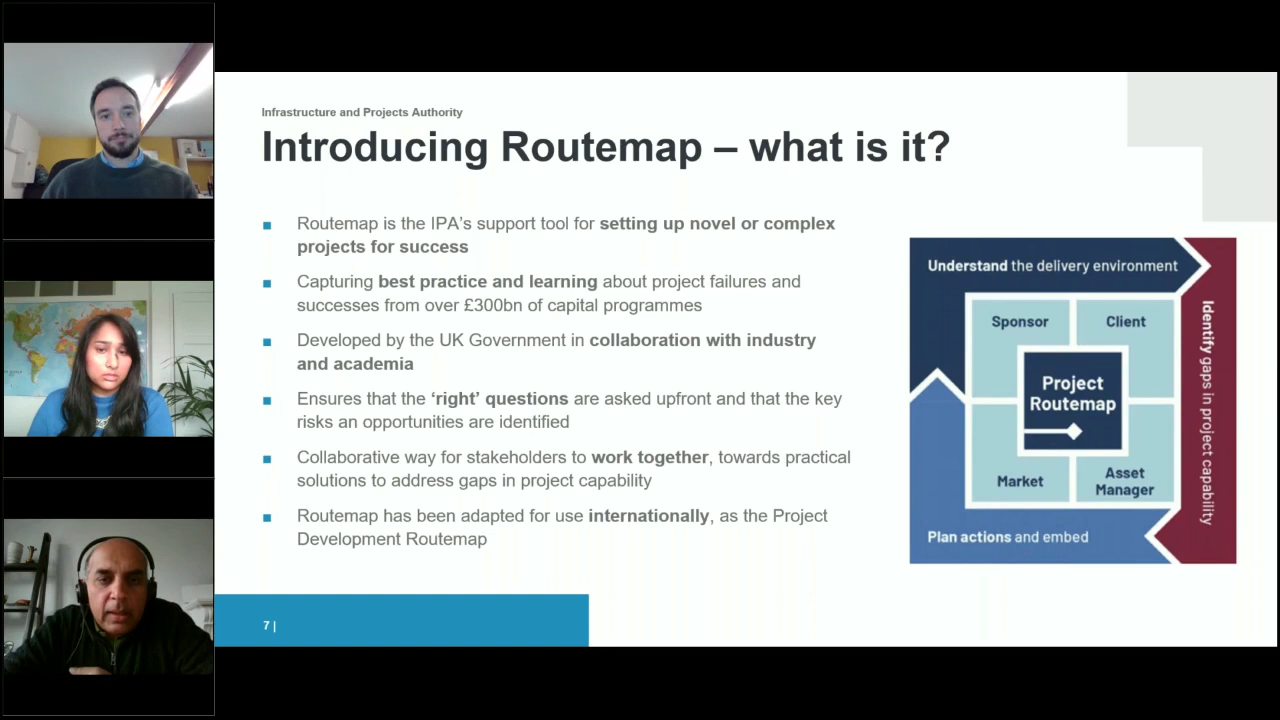 Infrastructure and Projects Authority
Introducing Routemap – what is it?
Routemap is the IPA's support tool for setting up novel or complex
projects for success
Capturing best practice and learning about project failures and
successes from over £300bn of capital programmes
Developed by the UK Government in collaboration with industry
and academia
Ensures that the ‘right’ questions are asked upfront and that the key
risks an opportunities are identified
Collaborative way for stakeholders to work together, towards practical
solutions to address gaps in project capability
Routemap has been adapted for use internationally, as the Project
Development Routemap
Understand the delivery environment
Identify gaps in project capability
Sponsor
Client
Project
Routemap
Market
Asset
Manager
Plan actions and embed
7 |